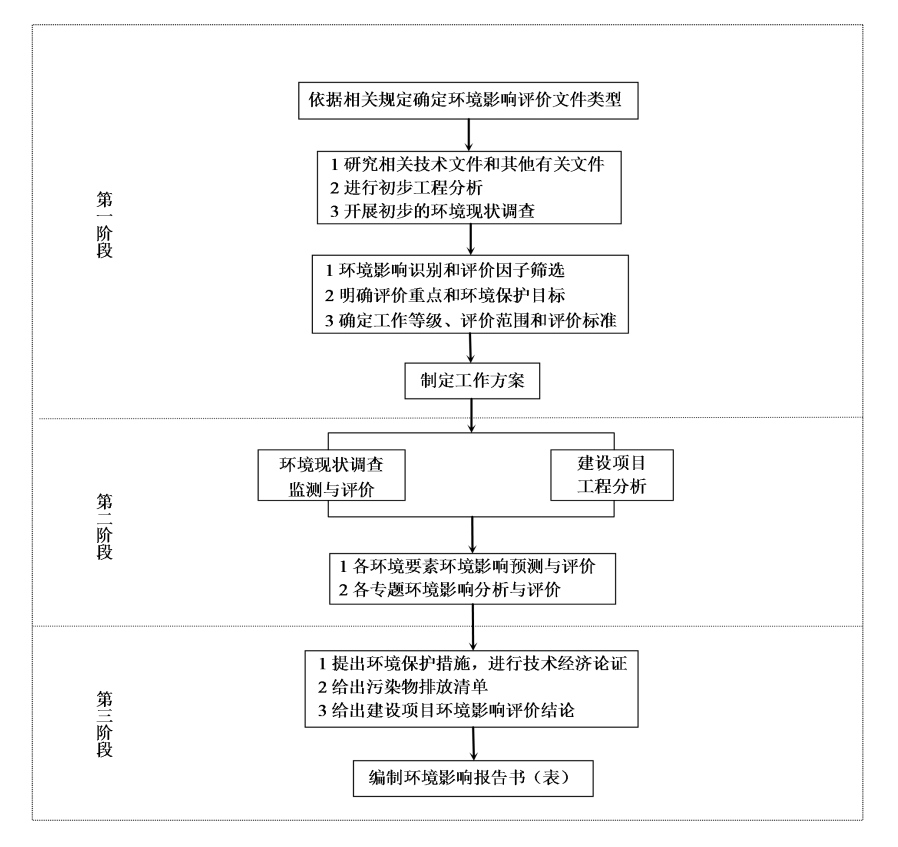 依据相关规定确定环境影响评价文件类型
1 研究相关技术文件和其他有关文件
2 进行初步工程分析
3 开展初步的环境现状调查
第一阶段
1 环境影响识别和评价因子筛选
2 明确评价重点和环境保护目标
3 确定工作等级、评价范围和评价标准
制定工作方案
环境现状调查
监测与评价
建设项目
工程分析
第二阶段
1 各环境要素环境影响预测与评价
2 各专题环境影响分析与评价
1 提出环境保护措施，进行技术经济论证
2 给出污染物排放清单
3 给出建设项目环境影响评价结论
第三阶段
编制环境影响报告书（表）